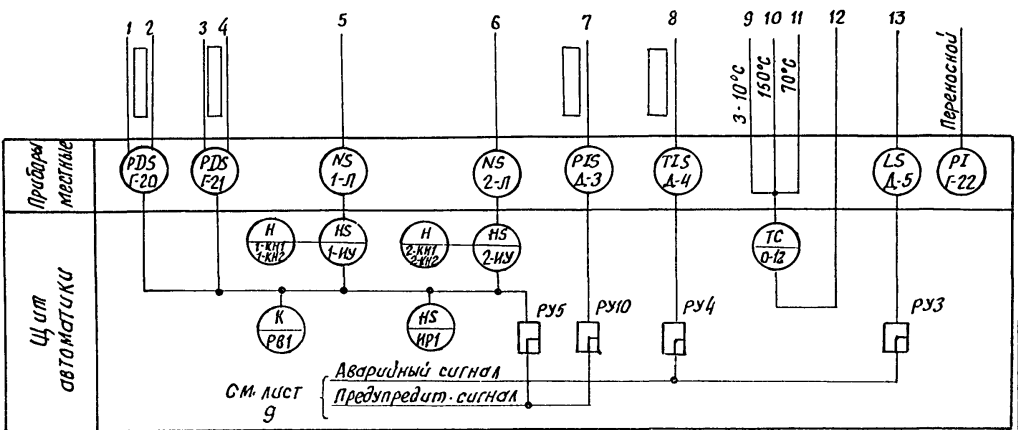 1 2 3 4 5 6 7 8 9 10 11 12 13
3-10°С
150°С
70°С
Переносной
Приборы
местные
PDS
Г-20
PDS
Г-21
NS
1-Л
NS
2-Л
PIS
Д-3
TIS
Д-4
LS
Д-5
PI
Г-22
Щит
автоматики
H
1-КН1
1-КН2
HS
1-ИУ
H
2-КН1
2-КН2
HS
2-ИУ
TC
0-12
K
РВ1
HS
ИР1
РУ5
РУ10
РУ4
РУ3
См. лист
9
Аварийный сигнал
Предупредит. сигнал